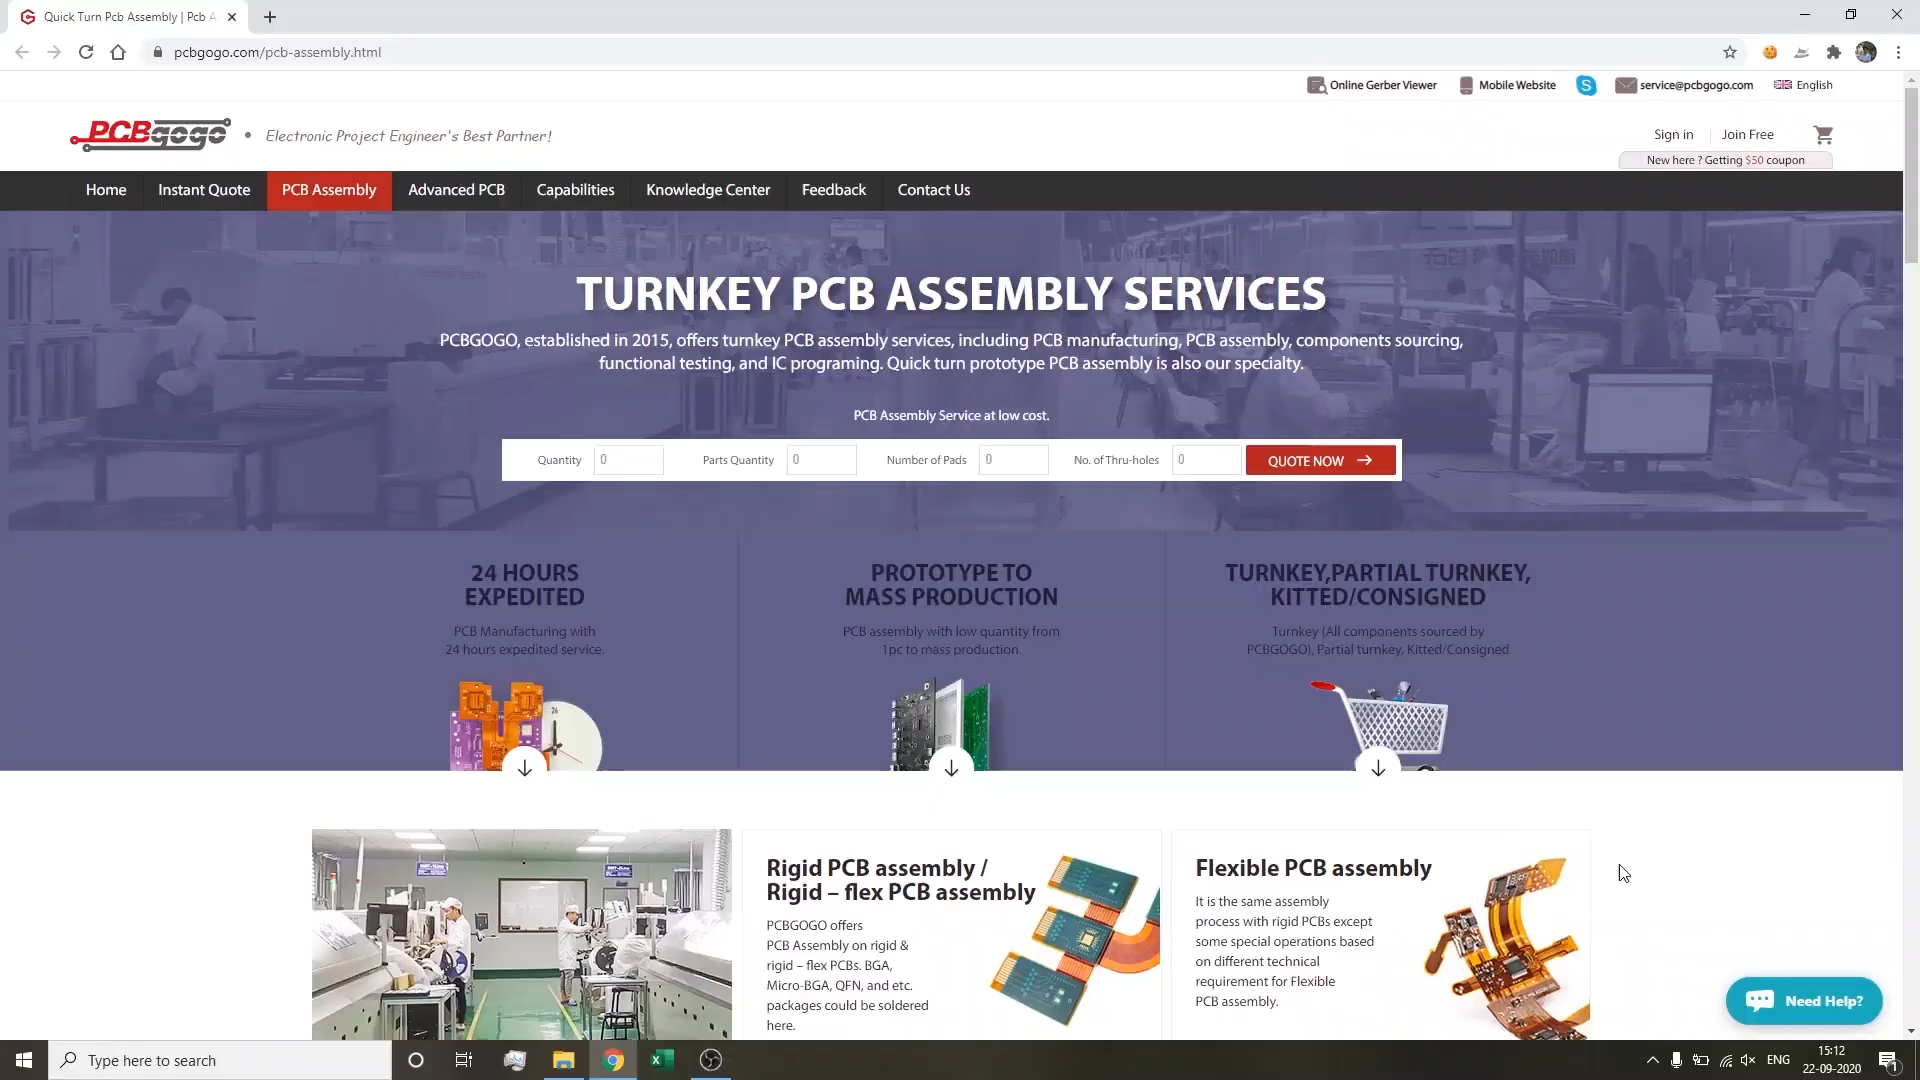 Quick Turn Pcb Assembly | Pcb A
pcbgogo.com/pcb-assembly.html
Online Gerber Viewer
Mobile Website
service@pcbgogo.com
English
PCBgogo
Electronic Project Engineer's Best Partner!
Sign in
Join Free
New here ? Getting $50 coupon
Home
Instant Quote
PCB Assembly
Advanced PCB
Capabilities
Knowledge Center
Feedback
Contact Us
TURNKEY PCB ASSEMBLY SERVICES
PCBGOGO, established in 2015, offers turnkey PCB assembly services, including PCB manufacturing, PCB assembly, components sourcing,
functional testing, and IC programing. Quick turn prototype PCB assembly is also our specialty.
PCB Assembly Service at low cost.
Quantity
0
Parts Quantity
0
Number of Pads
0
No. of Thru-holes
0
QUOTE NOW
24 HOURS
EXPEDITED
PCB Manufacturing with
24 hours expedited service.
PROTOTYPE TO
MASS PRODUCTION
PCB assembly with low quantity from
1pc to mass production.
TURNKEY,PARTIAL TURNKEY,
KITTED/CONSIGNED
Turnkey (All components sourced by
PCBGOGO), Partial turnkey, Kitted/Consigned
Rigid PCB assembly /
Rigid – flex PCB assembly
PCBGOGO offers
PCB Assembly on rigid &
rigid – flex PCBs. BGA,
Micro-BGA, QFN, and etc.
packages could be soldered
here.
Flexible PCB assembly
It is the same assembly
process with rigid PCBs except
some special operations based
on different technical
requirement for Flexible
PCB assembly.
Need Help?
Type here to search
ENG
15:12
22-09-2020